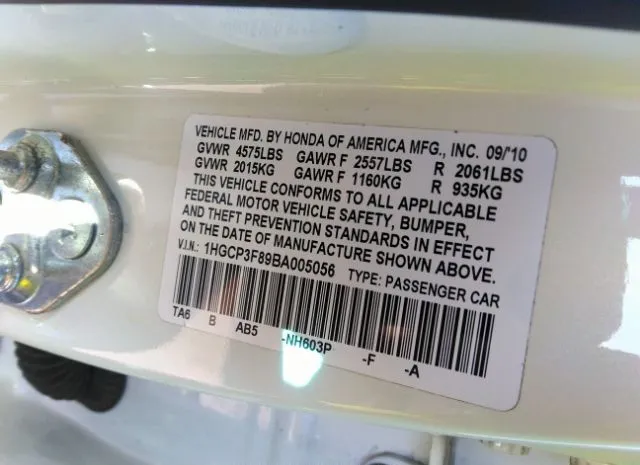 VEHICLE MFD. BY HONDA OF AMERICA MFG., INC. 09/'10
GVWR 4575LBS GAWR F 2557LBS R 2061LBS
GVWR 2015KG GAWR F 1160KG R 935KG
THIS VEHICLE CONFORMS TO ALL APPLICABLE
FEDERAL MOTOR VEHICLE SAFETY, BUMPER,
AND THEFT PREVENTION STANDARDS IN EFFECT
ON THE DATE OF MANUFACTURE SHOWN ABOVE.
V.I.N.: 1HGCP3F89BA005056 TYPE: PASSENGER CAR
TA6 B AB5 -NH603P -F -A